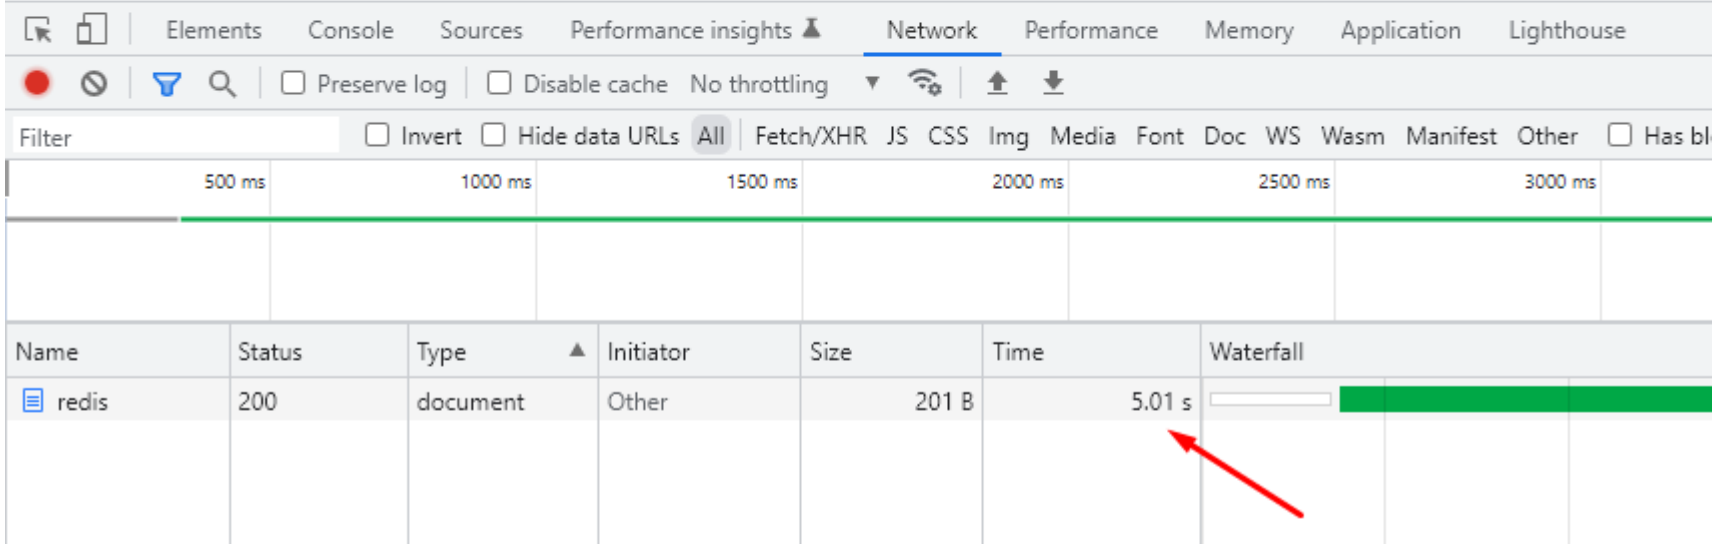 Elements Console Sources Performance insights Network Performance Memory Application Lighthouse
Preserve log Disable cache No throttling
Filter Invert Hide data URLs All Fetch/XHR JS CSS Img Media Font Doc WS Wasm Manifest Other Has bl
500 ms 1000 ms 1500 ms 2000 ms 2500 ms 3000 ms
Name Status Type Initiator Size Time Waterfall
redis 200 document Other 201 B 5.01 s